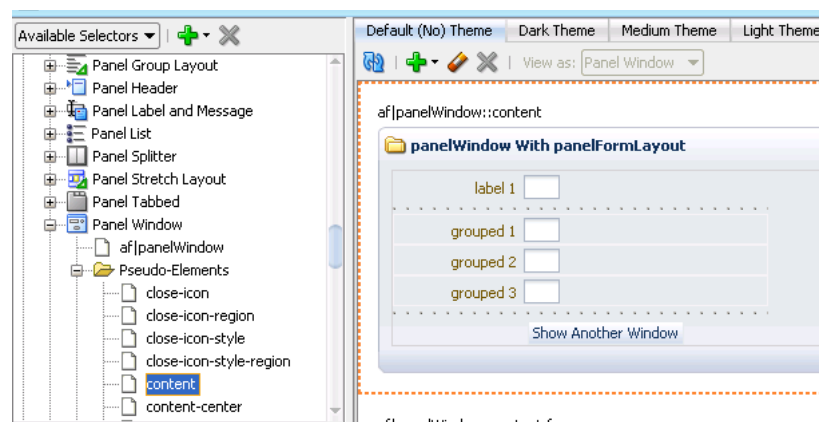 Available Selectors
Panel Group Layout
Panel Header
Panel Label and Message
Panel List
Panel Splitter
Panel Stretch Layout
Panel Tabbed
Panel Window
af|panelWindow
Pseudo-Elements
close-icon
close-icon-region
close-icon-style
close-icon-style-region
content
content-center
Default (No) Theme Dark Theme Medium Theme Light Theme
View as: Panel Window
af|panelWindow::content
panelWindow With panelFormLayout
label 1
grouped 1
grouped 2
grouped 3
Show Another Window